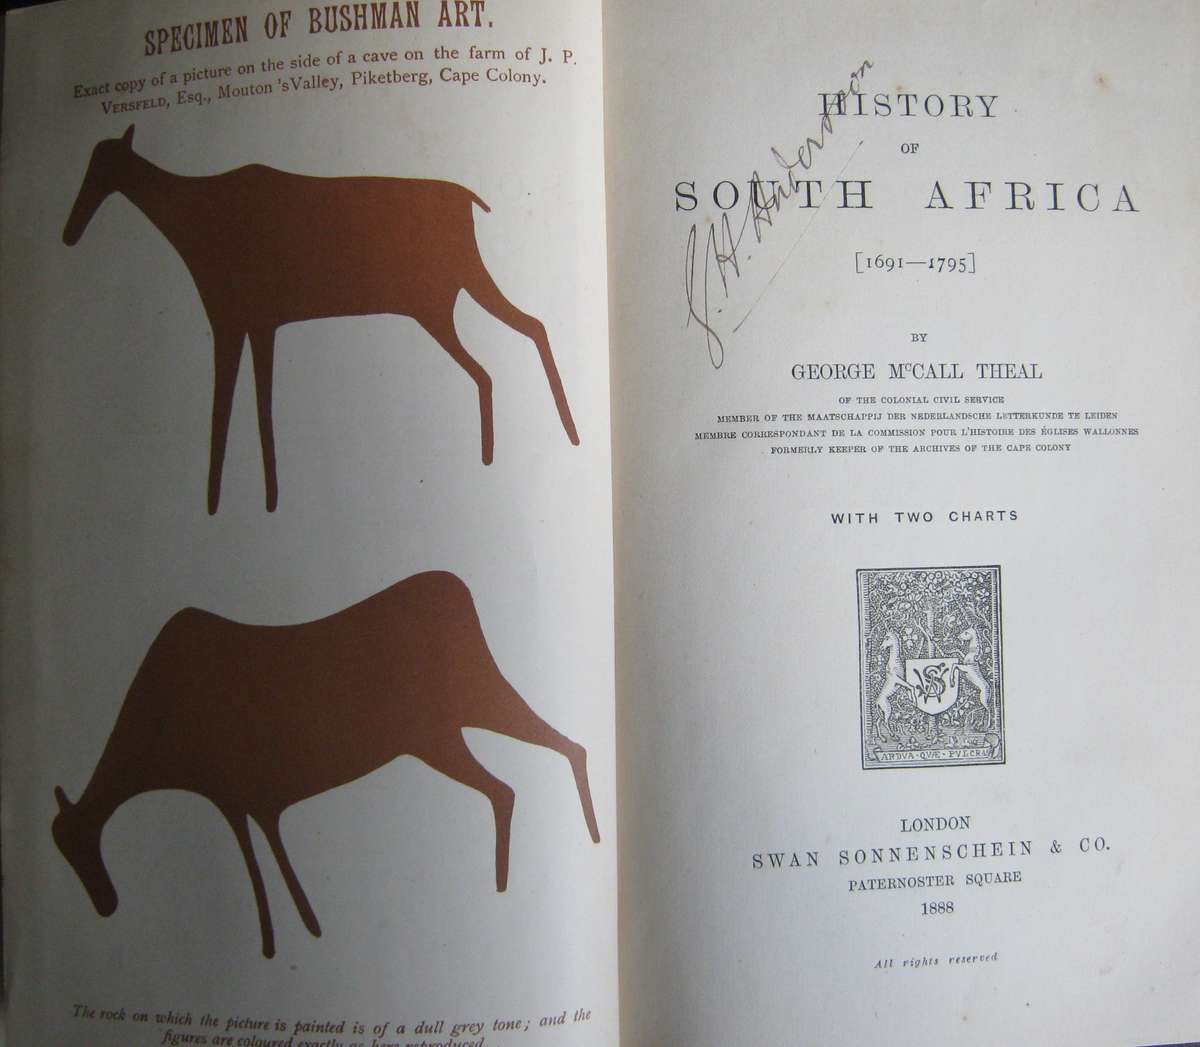 SPECIMEN OF BUSHMAN ART.
Exact copy of a picture on the side of a cave on the farm of J. P.
VERSFELD, Esq., Mouton 'sValley, Piketberg, Cape Colony.
The rock on which the picture is painted is of a dull grey tone; and the
figures are coloured exactly as here reproduced
HISTORY
OF
SOUTH AFRICA
[1691—1795]
BY
GEORGE McCALL THEAL
OF THE COLONIAL CIVIL SERVICE
MEMBER OF THE MAATSCHAPPIJ DER NEDERLANDSCHE LETTERKUNDE TE LEIDEN
MEMBRE CORRESPONDANT DE LA COMMISSION POUR L'HISTOIRE DES ÉGLISES WALLONNES
FORMERLY KEEPER OF THE ARCHIVES OF THE CAPE COLONY
WITH TWO CHARTS
ARDVA QVÆ PVLCRA
LONDON
SWAN SONNENSCHEIN & CO.
PATERNOSTER SQUARE
1888
All rights reserved